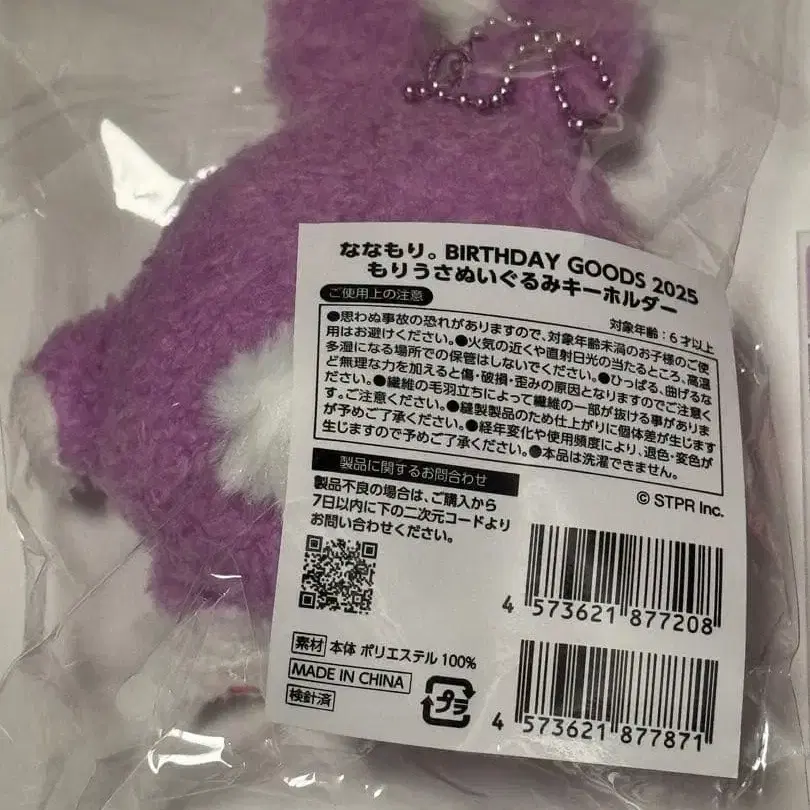 ななもり。BIRTHDAY GOODS 2025
もりうさぬいぐるみキーホルダー
ご使用上の注意
対象年齢：6才以上
●思わぬ事故の恐れがありますので、対象年齢未満のお子様のご使
用はお避けください。●火気の近くや直射日光の当たるところ、高温
多湿になる場所での保管はしないでください。●ひっぱる、曲げるな
ど無理な力を加えると傷・破損・歪みの原因となりますのでご注意く
ださい。●繊維の毛羽立ちによって繊維の一部が抜ける事がありま
す。ご注意ください。●縫製製品のため仕上がりに個体差が生じます
が予めご了承ください。●経年変化や使用頻度により、退色・変色が
生じますので予めご了承ください。●本品は洗濯できません。
製品に関するお問合わせ
© STPR Inc.
製品不良の場合は、ご購入から
7日以内に下の二次元コードより
お問い合わせください。
4 573621 877208
素材 本体 ポリエステル 100%
MADE IN CHINA
検針済
プラ
4 573621 877871